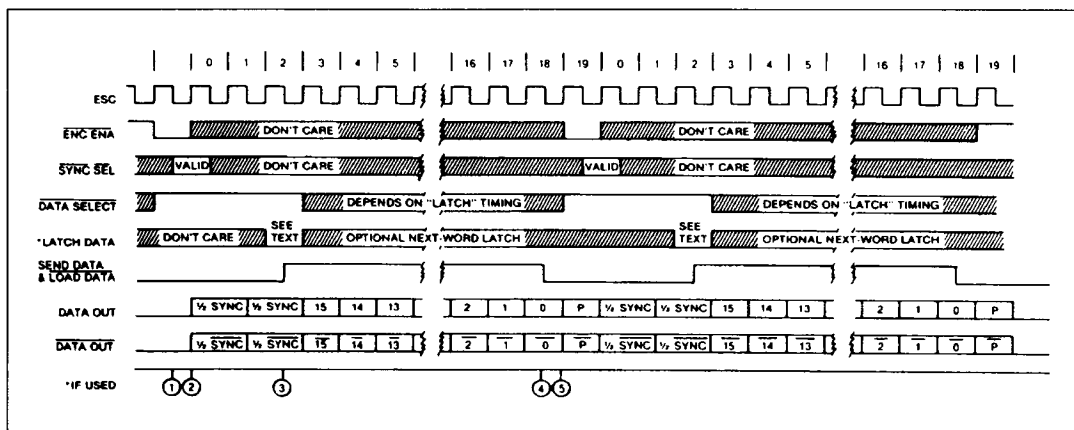 0 1 2 3 4 5 16 17 18 19 0 1 2 3 4 5 16 17 18 19
ESC
ENC ENA DON'T CARE DON'T CARE
SYNC SEL VALID DON'T CARE VALID DON'T CARE
DATA SELECT DEPENDS ON "LATCH" TIMING DEPENDS ON "LATCH" TIMING
*LATCH DATA DON'T CARE SEE TEXT OPTIONAL NEXT-WORD LATCH SEE TEXT OPTIONAL NEXT-WORD LATCH
SEND DATA
& LOAD DATA
DATA OUT ½ SYNC ½ SYNC 15 14 13 2 1 0 P ½ SYNC ½ SYNC 15 14 13 2 1 0 P
DATA OUT ½ SYNC ½ SYNC 15 14 13 2 1 0 P ½ SYNC ½ SYNC 15 14 13 2 1 0 P
*IF USED 1 2 3 4 5